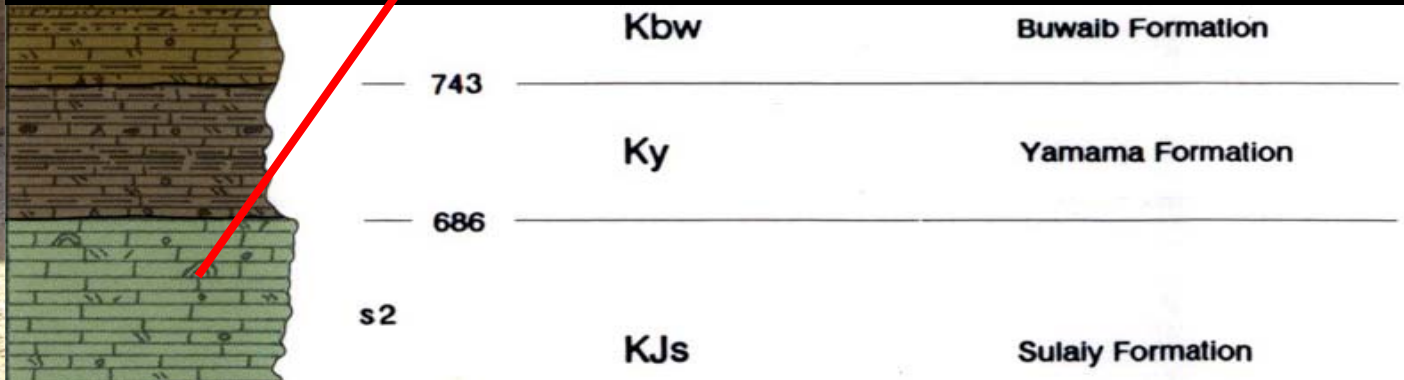 Kbw Buwaib Formation
743
Ky Yamama Formation
686
s2
KJs Sulaiy Formation